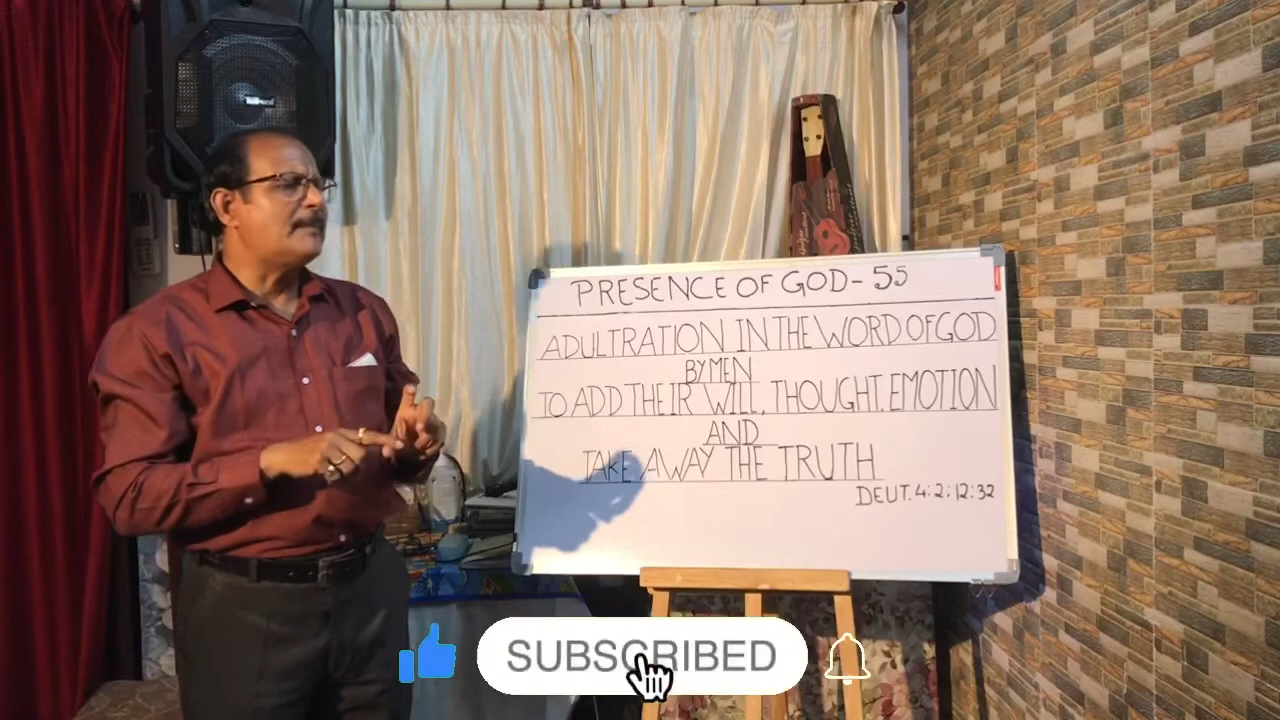 PRESENCE OF GOD - 55
ADULTRATION IN THE WORD OF GOD
BY MEN
TO ADD THEIR WILL, THOUGHT, EMOTION
AND
TAKE AWAY THE TRUTH
DEUT. 4:2; 12:32
SUBSCRIBED